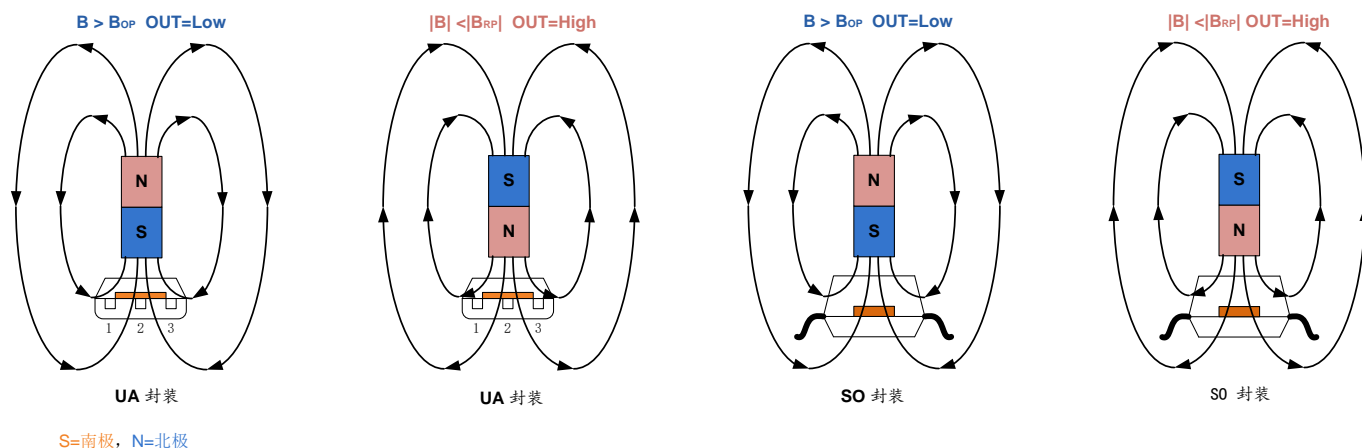 B > BOP OUT=Low
|B| <|BRP| OUT=High
B > BOP OUT=Low
|B| <|BRP| OUT=High
N
S
S
N
N
S
S
N
1 2 3
1 2 3
UA 封装
UA 封装
SO 封装
SO 封装
S=南极，N=北极